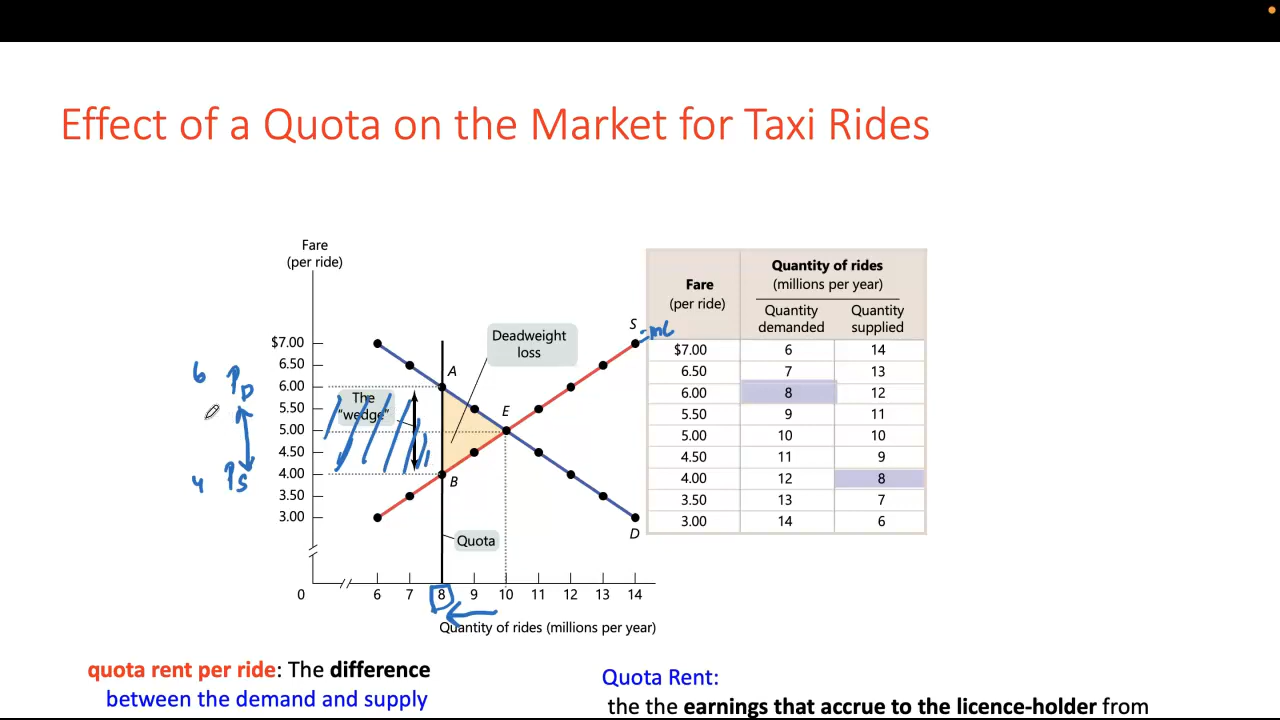 Effect of a Quota on the Market for Taxi Rides
Fare
(per ride)
$7.00
6.50
6.00
5.50
5.00
4.50
4.00
3.50
3.00
0
6 7 8 9 10 11 12 13 14
Quantity of rides (millions per year)
The
"wedge"
Deadweight
loss
A
E
B
S
=MC
D
Quota
6 PD
4 PS
Fare
(per ride)
Quantity of rides
(millions per year)
Quantity demanded
Quantity supplied
$7.00 6 14
6.50 7 13
6.00 8 12
5.50 9 11
5.00 10 10
4.50 11 9
4.00 12 8
3.50 13 7
3.00 14 6
quota rent per ride: The difference
between the demand and supply
Quota Rent:
the the earnings that accrue to the licence-holder from